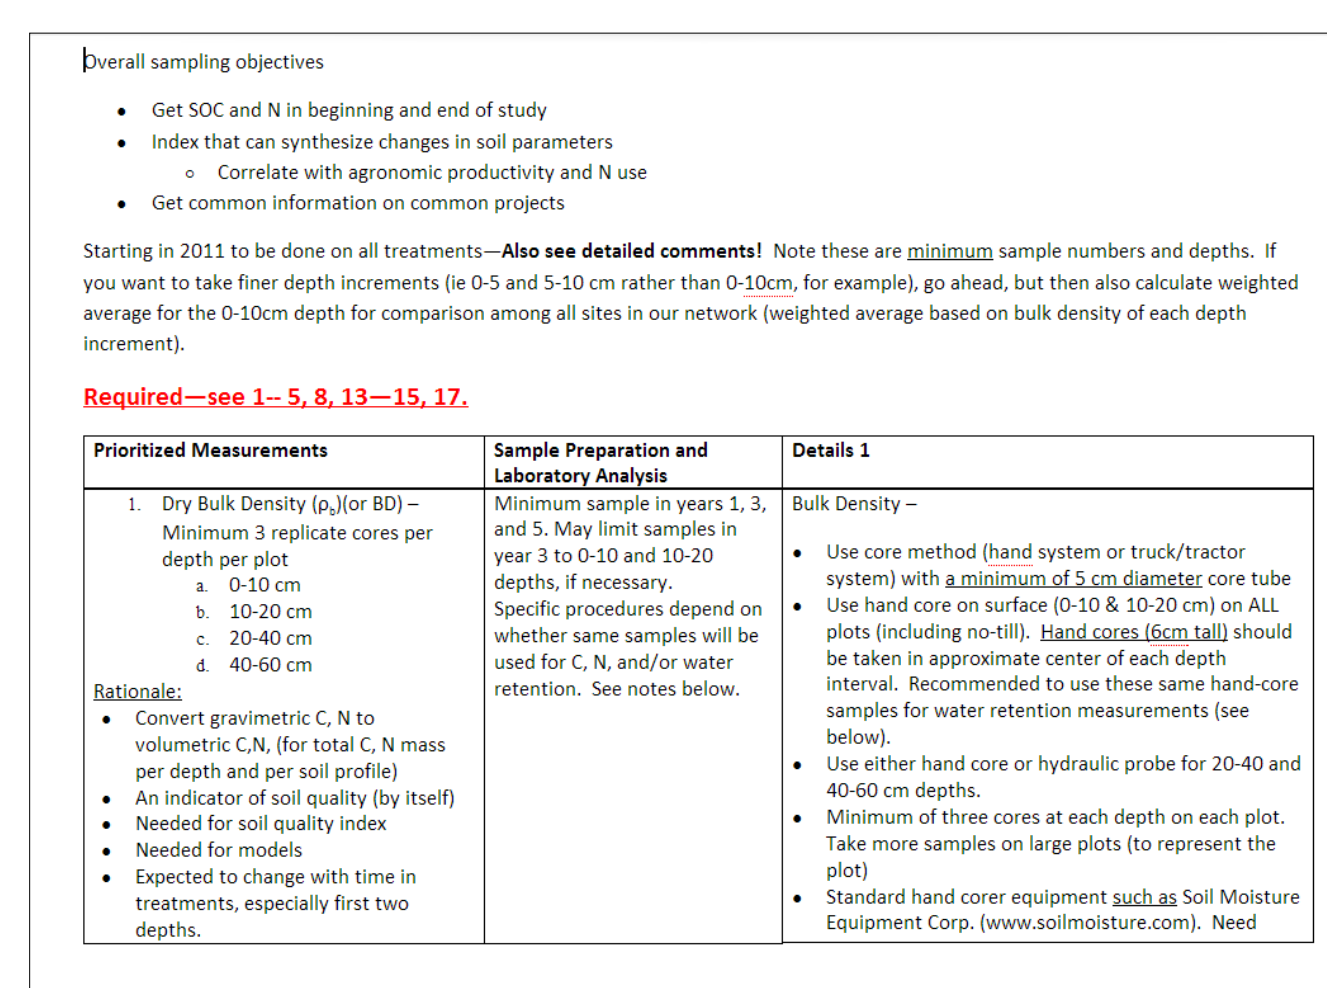 Overall sampling objectives
• Get SOC and N in beginning and end of study
• Index that can synthesize changes in soil parameters
o Correlate with agronomic productivity and N use
• Get common information on common projects
Starting in 2011 to be done on all treatments—Also see detailed comments!  Note these are minimum sample numbers and depths.  If
you want to take finer depth increments (ie 0-5 and 5-10 cm rather than 0-10cm, for example), go ahead, but then also calculate weighted
average for the 0-10cm depth for comparison among all sites in our network (weighted average based on bulk density of each depth
increment).
Required—see 1-- 5, 8, 13—15, 17.
Prioritized Measurements
Sample Preparation and
Laboratory Analysis
Details 1
1. Dry Bulk Density (ρb)(or BD) –
Minimum 3 replicate cores per
depth per plot
a. 0-10 cm
b. 10-20 cm
c. 20-40 cm
d. 40-60 cm
Rationale:
• Convert gravimetric C, N to
volumetric C,N, (for total C, N mass
per depth and per soil profile)
• An indicator of soil quality (by itself)
• Needed for soil quality index
• Needed for models
• Expected to change with time in
treatments, especially first two
depths.
Minimum sample in years 1, 3,
and 5. May limit samples in
year 3 to 0-10 and 10-20
depths, if necessary.
Specific procedures depend on
whether same samples will be
used for C, N, and/or water
retention.  See notes below.
Bulk Density –
• Use core method (hand system or truck/tractor
system) with a minimum of 5 cm diameter core tube
• Use hand core on surface (0-10 & 10-20 cm) on ALL
plots (including no-till).  Hand cores (6cm tall) should
be taken in approximate center of each depth
interval.  Recommended to use these same hand-core
samples for water retention measurements (see
below).
• Use either hand core or hydraulic probe for 20-40 and
40-60 cm depths.
• Minimum of three cores at each depth on each plot.
Take more samples on large plots (to represent the
plot)
• Standard hand corer equipment such as Soil Moisture
Equipment Corp. (www.soilmoisture.com).  Need